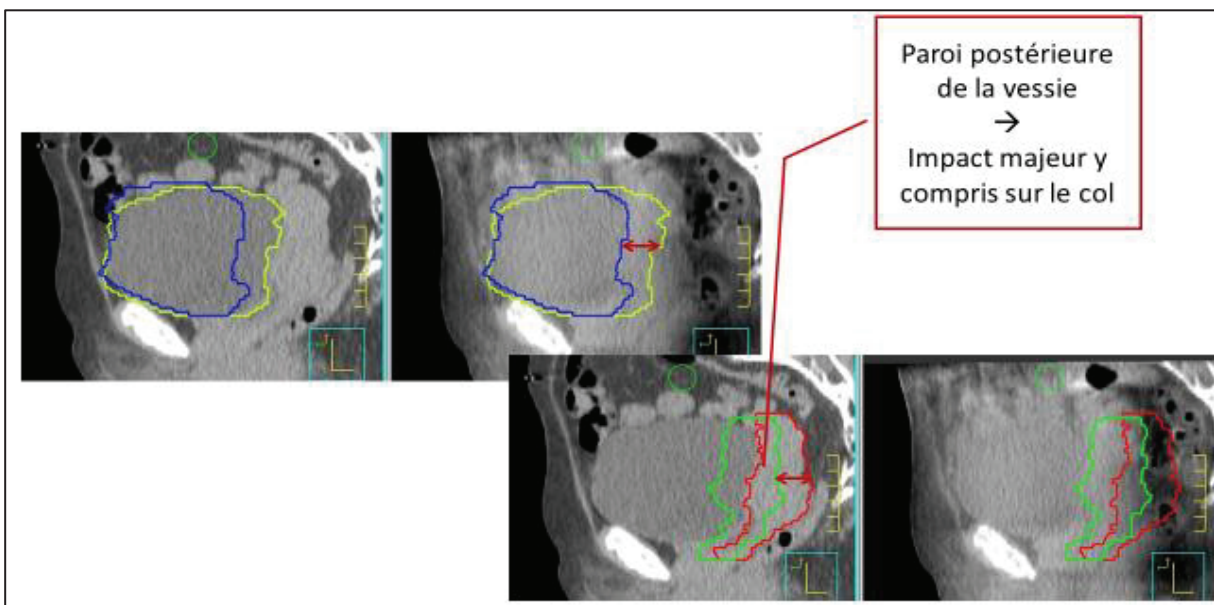 Paroi postérieure
de la vessie
→
Impact majeur y
compris sur le col